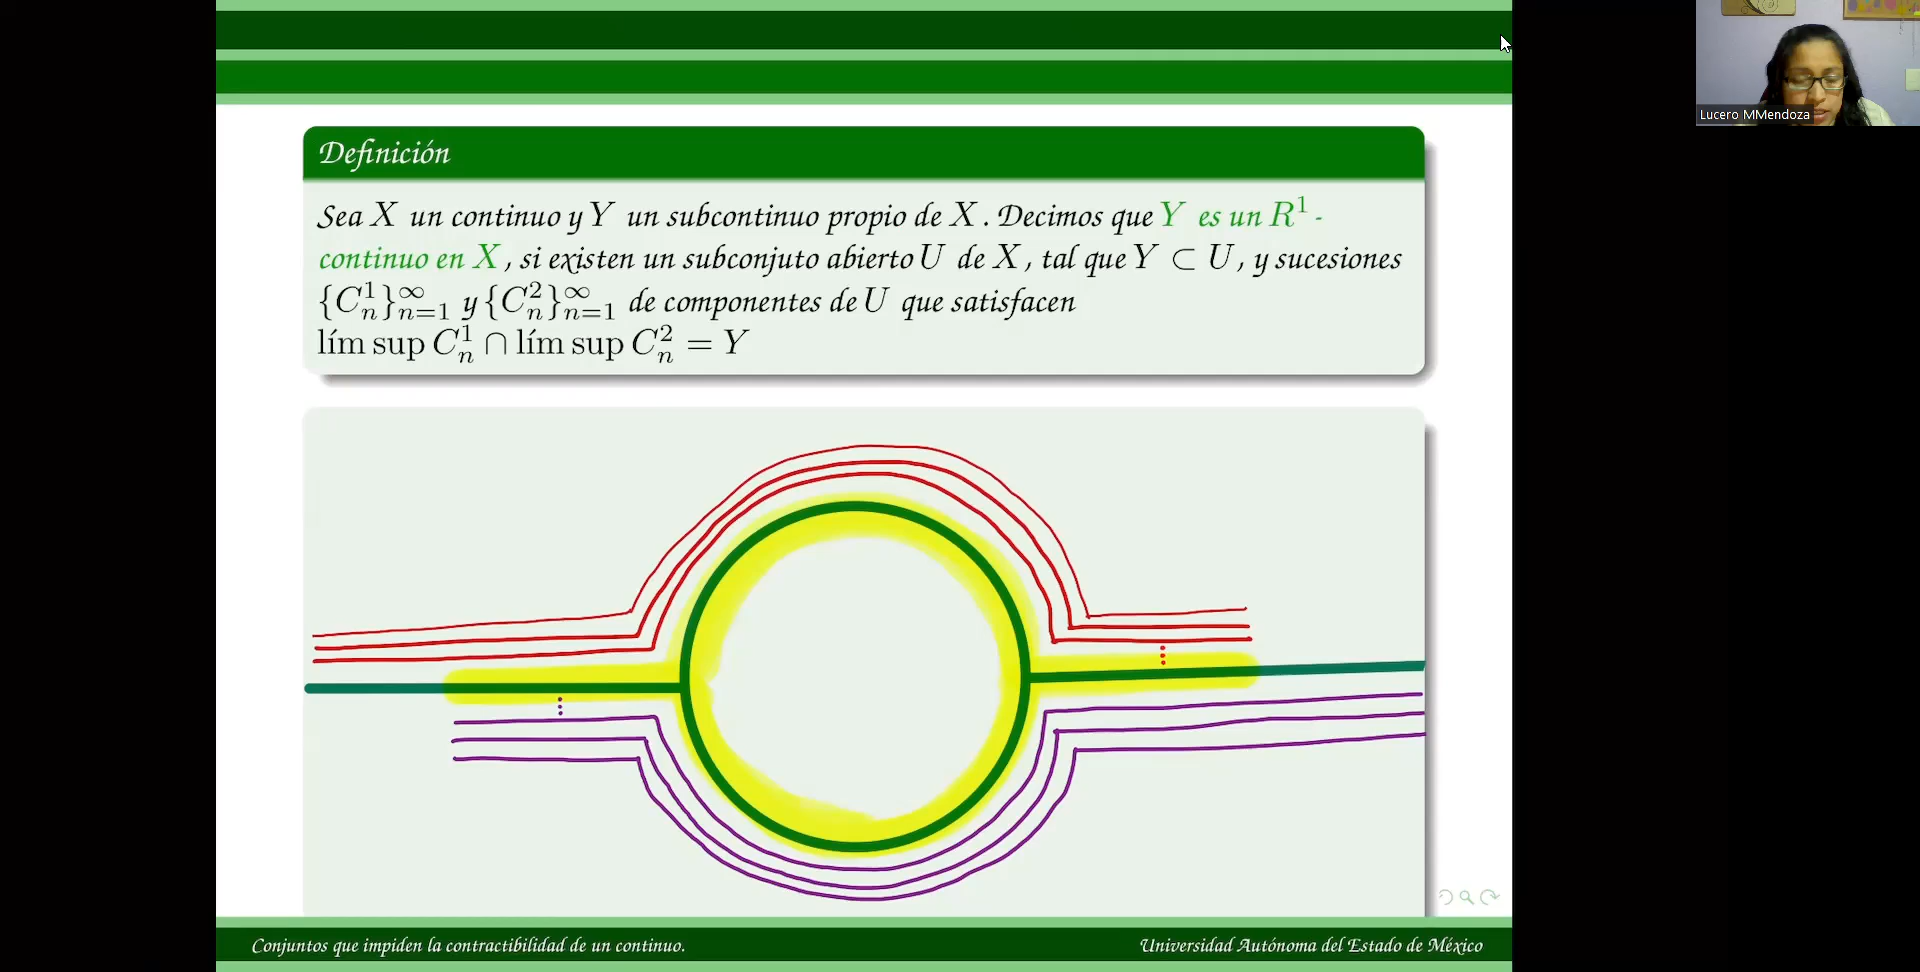 Lucero MMendoza
Definición
Sea X un continuo y Y un subcontinuo propio de X. Decimos que Y es un R¹-
continuo en X, si existen un subconjuto abierto U de X, tal que Y ⊂ U, y sucesiones
{C¹ₙ}∞ₙ₌₁ y {C²ₙ}∞ₙ₌₁ de componentes de U que satisfacen
lím sup C¹ₙ ∩ lím sup C²ₙ = Y
Conjuntos que impiden la contractibilidad de un continuo.
Universidad Autónoma del Estado de México